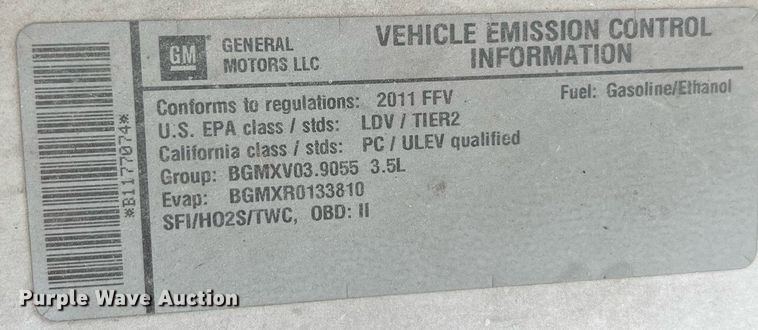 GM GENERAL MOTORS LLC
VEHICLE EMISSION CONTROL INFORMATION
Conforms to regulations: 2011 FFV
Fuel: Gasoline/Ethanol
U.S. EPA class / stds: LDV / TIER2
California class / stds: PC / ULEV qualified
Group: BGMXV03.9055 3.5L
Evap: BGMXR0133810
SFI/HO2S/TWC, OBD: II
*B1177074*
Purple Wave Auction